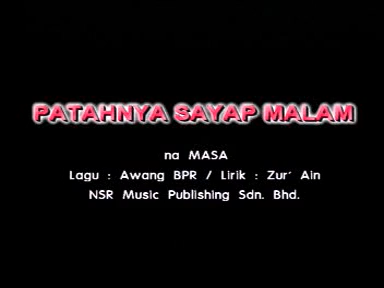 PATAHNYA SAYAP MALAM
na MASA
Lagu : Awang BPR / Lirik : Zur' Ain
NSR Music Publishing Sdn. Bhd.